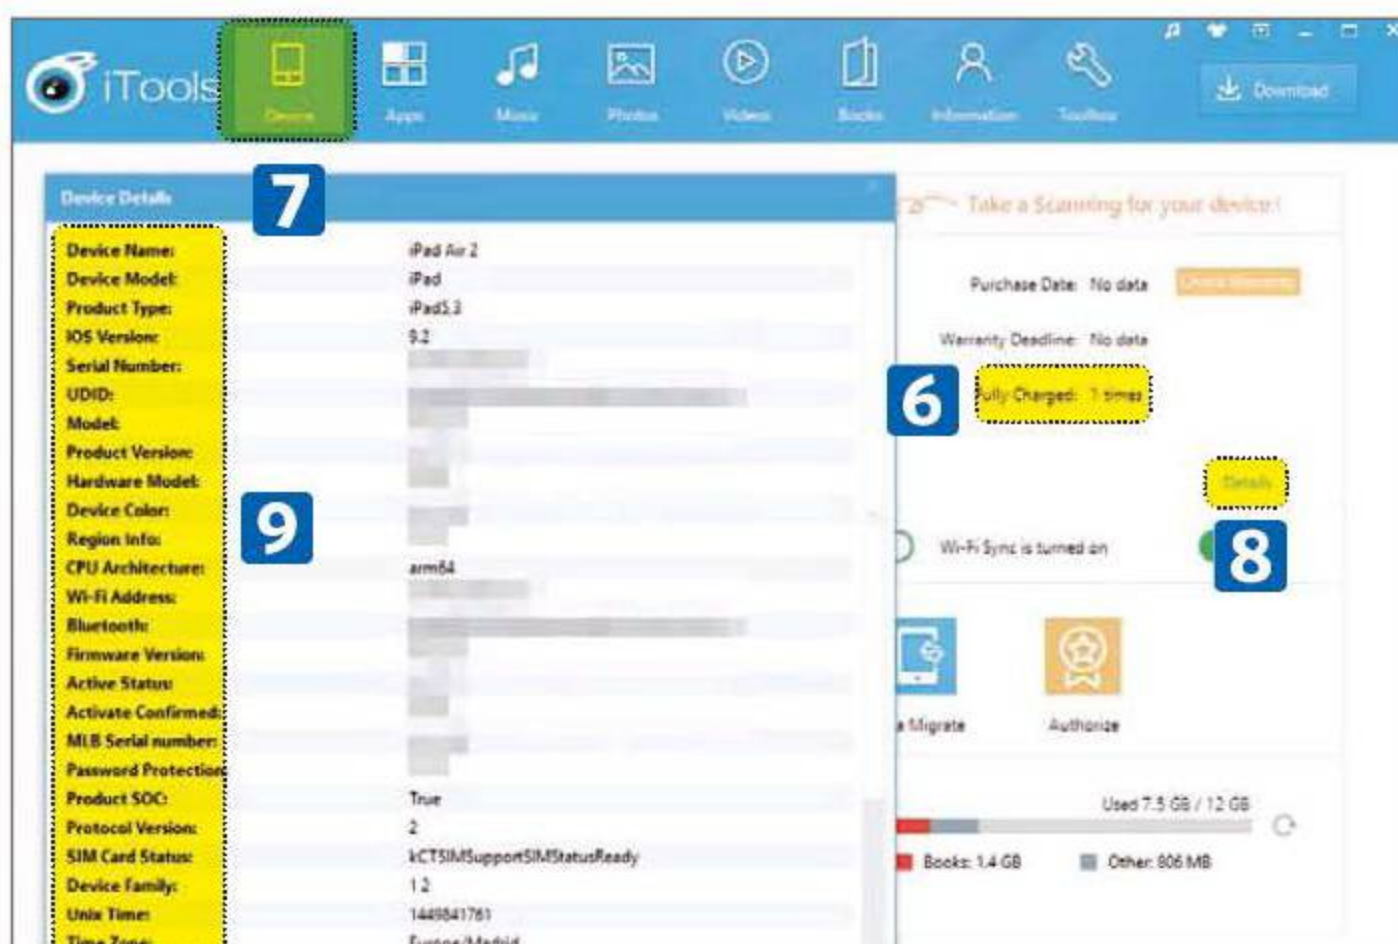 iTools
Device
Apps
Music
Photos
Videos
Books
Information
Toolbox
Download
7
Device Details
Device Name: iPad Air 2
Device Model: iPad
Product Type: iPad5,3
IOS Version: 9.2
Serial Number:
UDID:
Model:
Product Version:
Hardware Model:
Device Color:
Region Info:
CPU Architecture: arm64
Wi-Fi Address:
Bluetooth:
Firmware Version:
Active Status:
Activate Confirmed:
MLB Serial number:
Password Protection
Product SOC: True
Protocol Version: 2
SIM Card Status: kCTSIMSupportSIMStatusReady
Device Family: 1 2
Unix Time: 1449841761
Time Zone: Europe/Madrid
9
Take a Scanning for your device!
Purchase Date: No data
Warranty Deadline: No data
6
Fully Charged: 1 times
Details
8
Wi-Fi Sync is turned on
a Migrate
Authorize
Used 7.5 GB / 12 GB
Books: 1.4 GB
Other: 806 MB